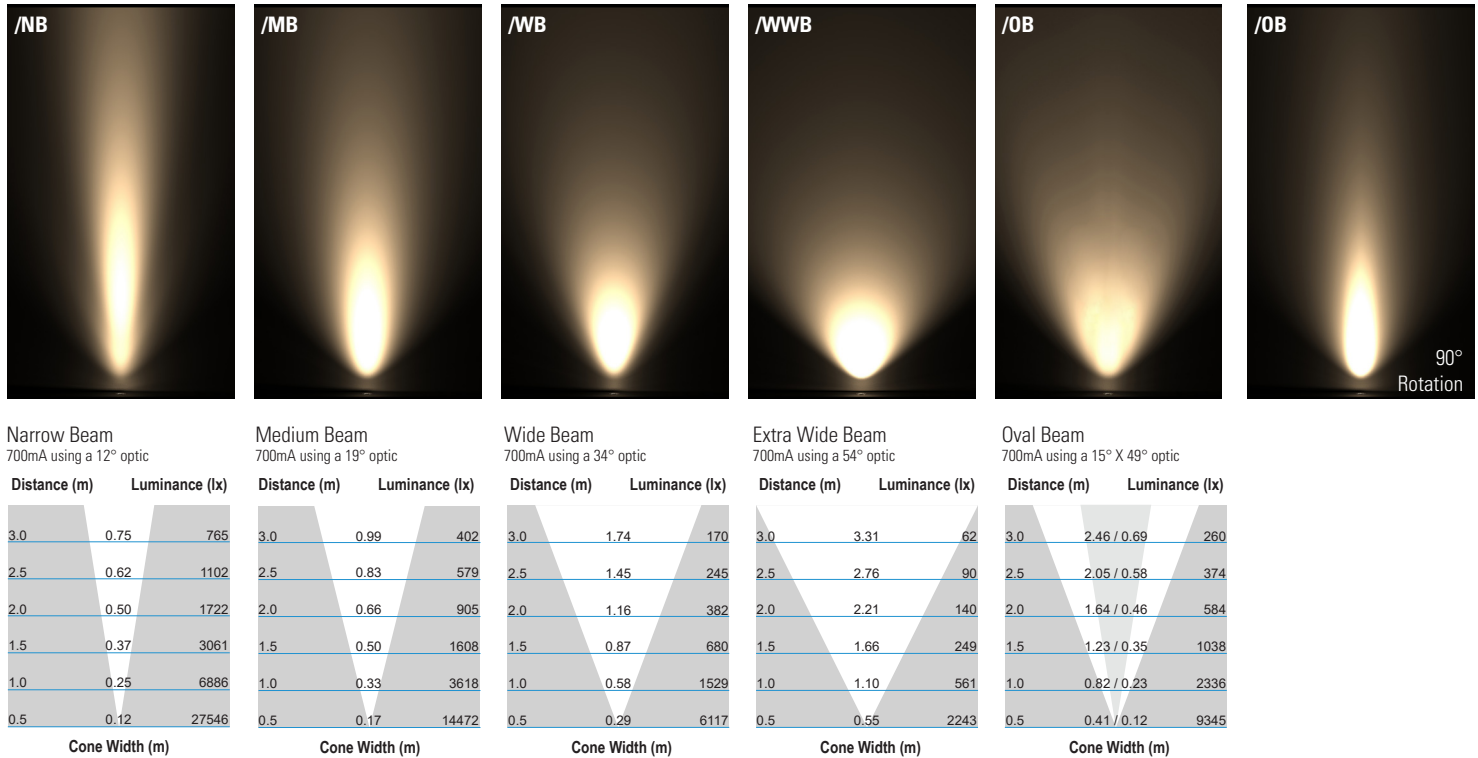 /NB
/MB
/WB
/WWB
/OB
/OB
90°
Rotation
Narrow Beam
700mA using a 12° optic
Distance (m) Luminance (lx)
3.0 0.75 765
2.5 0.62 1102
2.0 0.50 1722
1.5 0.37 3061
1.0 0.25 6886
0.5 0.12 27546
Cone Width (m)
Medium Beam
700mA using a 19° optic
Distance (m) Luminance (lx)
3.0 0.99 402
2.5 0.83 579
2.0 0.66 905
1.5 0.50 1608
1.0 0.33 3618
0.5 0.17 14472
Cone Width (m)
Wide Beam
700mA using a 34° optic
Distance (m) Luminance (lx)
3.0 1.74 170
2.5 1.45 245
2.0 1.16 382
1.5 0.87 680
1.0 0.58 1529
0.5 0.29 6117
Cone Width (m)
Extra Wide Beam
700mA using a 54° optic
Distance (m) Luminance (lx)
3.0 3.31 62
2.5 2.76 90
2.0 2.21 140
1.5 1.66 249
1.0 1.10 561
0.5 0.55 2243
Cone Width (m)
Oval Beam
700mA using a 15° X 49° optic
Distance (m) Luminance (lx)
3.0 2.46 / 0.69 260
2.5 2.05 / 0.58 374
2.0 1.64 / 0.46 584
1.5 1.23 / 0.35 1038
1.0 0.82 / 0.23 2336
0.5 0.41 / 0.12 9345
Cone Width (m)